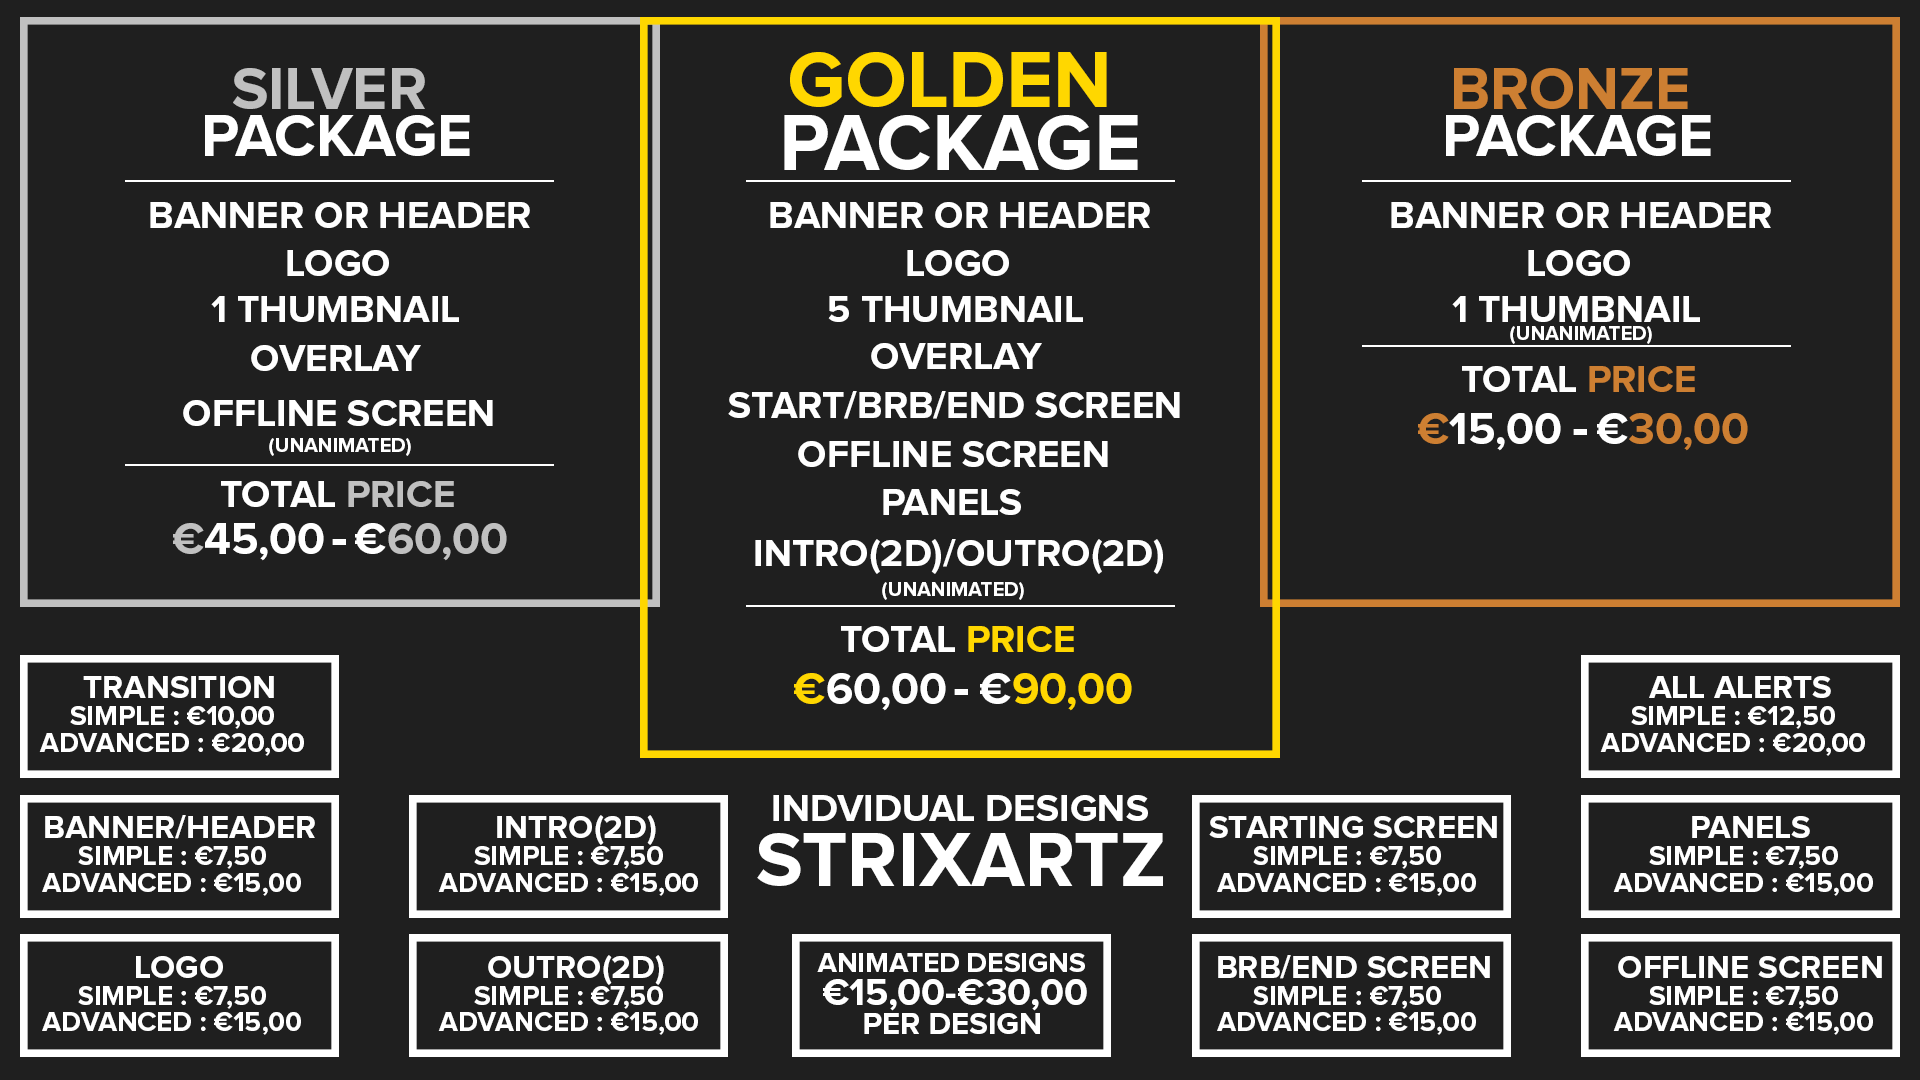 SILVER
PACKAGE
BANNER OR HEADER
LOGO
1 THUMBNAIL
OVERLAY
OFFLINE SCREEN
(UNANIMATED)
TOTAL PRICE
€45,00 - €60,00
GOLDEN
PACKAGE
BANNER OR HEADER
LOGO
5 THUMBNAIL
OVERLAY
START/BRB/END SCREEN
OFFLINE SCREEN
PANELS
INTRO(2D)/OUTRO(2D)
(UNANIMATED)
TOTAL PRICE
€60,00 - €90,00
BRONZE
PACKAGE
BANNER OR HEADER
LOGO
1 THUMBNAIL
(UNANIMATED)
TOTAL PRICE
€15,00 - €30,00
TRANSITION
SIMPLE : €10,00
ADVANCED : €20,00
ALL ALERTS
SIMPLE : €12,50
ADVANCED : €20,00
BANNER/HEADER
SIMPLE : €7,50
ADVANCED : €15,00
INTRO(2D)
SIMPLE : €7,50
ADVANCED : €15,00
INDVIDUAL DESIGNS
STRIXARTZ
STARTING SCREEN
SIMPLE : €7,50
ADVANCED : €15,00
PANELS
SIMPLE : €7,50
ADVANCED : €15,00
LOGO
SIMPLE : €7,50
ADVANCED : €15,00
OUTRO(2D)
SIMPLE : €7,50
ADVANCED : €15,00
ANIMATED DESIGNS
€15,00-€30,00
PER DESIGN
BRB/END SCREEN
SIMPLE : €7,50
ADVANCED : €15,00
OFFLINE SCREEN
SIMPLE : €7,50
ADVANCED : €15,00